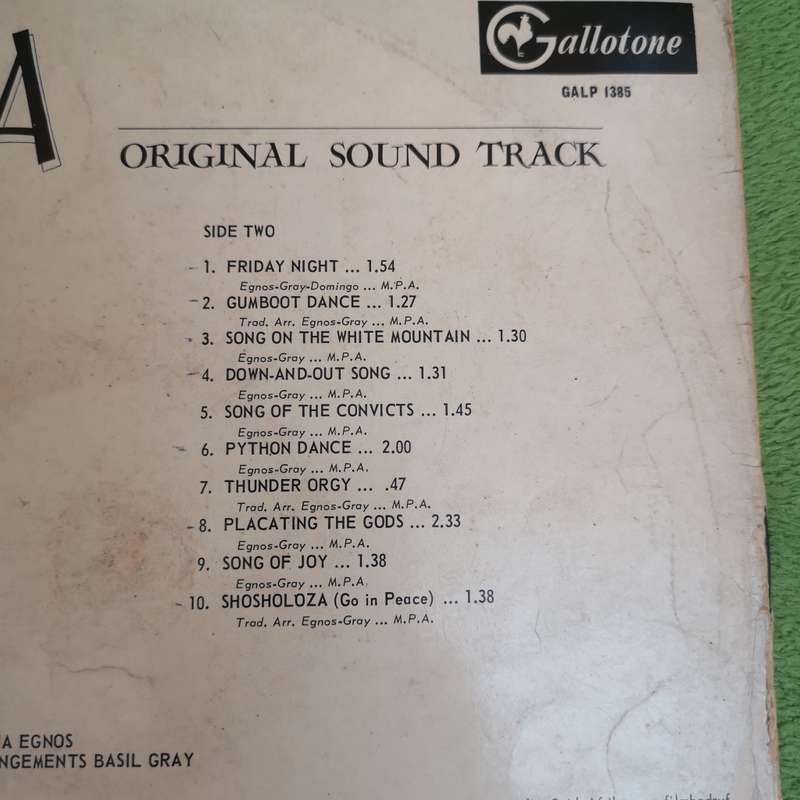 A
Gallotone
GALP 1385
ORIGINAL SOUND TRACK
SIDE TWO
1. FRIDAY NIGHT ... 1.54
Egnos-Gray-Domingo ... M.P.A.
2. GUMBOOT DANCE ... 1.27
Trad. Arr. Egnos-Gray ... M.P.A.
3. SONG ON THE WHITE MOUNTAIN ... 1.30
Egnos-Gray ... M.P.A.
4. DOWN-AND-OUT SONG ... 1.31
Egnos-Gray ... M.P.A.
5. SONG OF THE CONVICTS ... 1.45
Egnos-Gray ... M.P.A.
6. PYTHON DANCE ... 2.00
Egnos-Gray ... M.P.A.
7. THUNDER ORGY ... .47
Trad. Arr. Egnos-Gray ... M.P.A.
8. PLACATING THE GODS ... 2.33
Egnos-Gray ... M.P.A.
9. SONG OF JOY ... 1.38
Egnos-Gray ... M.P.A.
10. SHOSHOLOZA (Go in Peace) ... 1.38
Trad. Arr. Egnos-Gray ... M.P.A.
A EGNOS
NGEMENTS BASIL GRAY